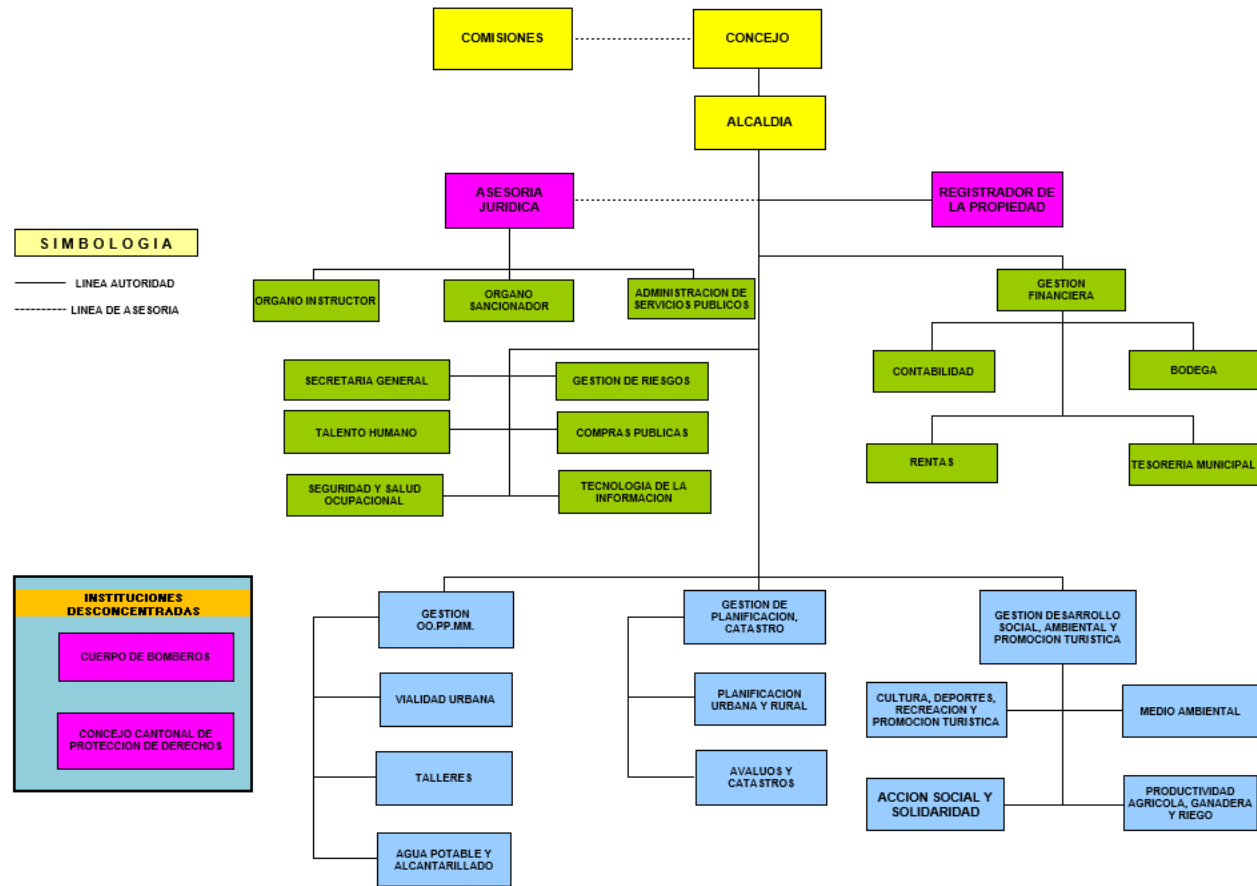 COMISIONES
CONCEJO
ALCALDIA
ASESORIA
JURIDICA
REGISTRADOR DE
LA PROPIEDAD
S I M B O L O G I A
LINEA AUTORIDAD
LINEA DE ASESORIA
ORGANO INSTRUCTOR
ORGANO
SANCIONADOR
ADMINISTRACION DE
SERVICIOS PUBLICOS
GESTION
FINANCIERA
CONTABILIDAD
BODEGA
RENTAS
TESORERIA MUNICIPAL
SECRETARIA GENERAL
GESTION DE RIESGOS
TALENTO HUMANO
COMPRAS PUBLICAS
SEGURIDAD Y SALUD
OCUPACIONAL
TECNOLOGIA DE LA
INFORMACION
INSTITUCIONES
DESCONCENTRADAS
CUERPO DE BOMBEROS
CONCEJO CANTONAL DE
PROTECCION DE DERECHOS
GESTION
OO.PP.MM.
VIALIDAD URBANA
TALLERES
AGUA POTABLE Y
ALCANTARILLADO
GESTION DE
PLANIFICACION,
CATASTRO
PLANIFICACION
URBANA Y RURAL
AVALUOS Y
CATASTROS
GESTION DESARROLLO
SOCIAL, AMBIENTAL Y
PROMOCION TURISTICA
CULTURA, DEPORTES,
RECREACION Y
PROMOCION TURISTICA
MEDIO AMBIENTAL
ACCION SOCIAL Y
SOLIDARIDAD
PRODUCTIVIDAD
AGRICOLA, GANADERA
Y RIEGO